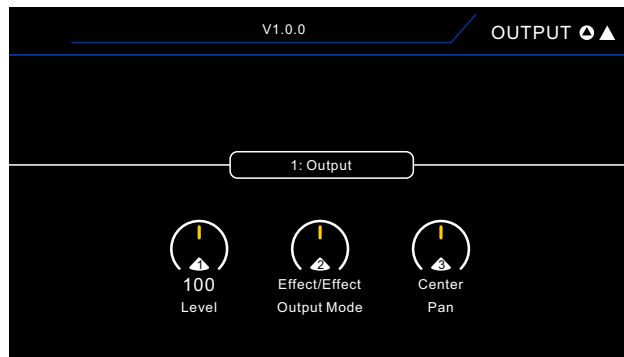 V1.0.0
OUTPUT
1: Output
1 2 3
100 Effect/Effect Center
Level Output Mode Pan